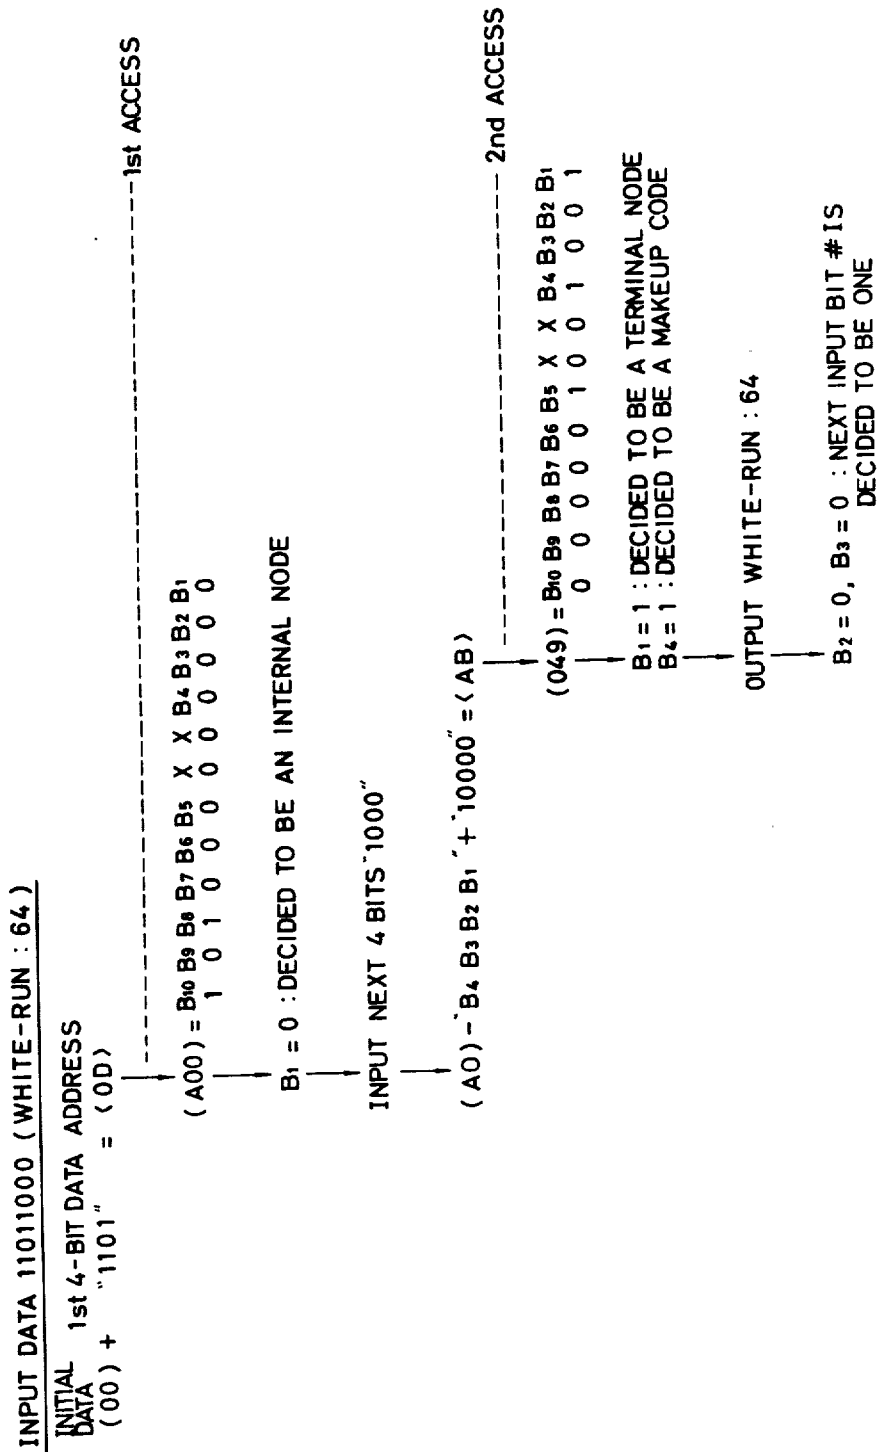 INPUT DATA 11011000 (WHITE-RUN : 64)
INITIAL DATA 1st 4-BIT DATA ADDRESS
(00) + "1101" = <0D>
1st ACCESS
(A00) = B10 B9 B8 B7 B6 B5 X X B4 B3 B2 B1
1 0 1 0 0 0 0 0 0 0 0 0
B1 = 0 : DECIDED TO BE AN INTERNAL NODE
INPUT NEXT 4 BITS "1000"
(A0) - "B4 B3 B2 B1" + "10000" = <AB>
2nd ACCESS
(049) = B10 B9 B8 B7 B6 B5 X X B4 B3 B2 B1
0 0 0 0 0 1 0 0 1 0 0 1
B1 = 1 : DECIDED TO BE A TERMINAL NODE
B4 = 1 : DECIDED TO BE A MAKEUP CODE
OUTPUT WHITE-RUN : 64
B2 = 0, B3 = 0 : NEXT INPUT BIT # IS
DECIDED TO BE ONE